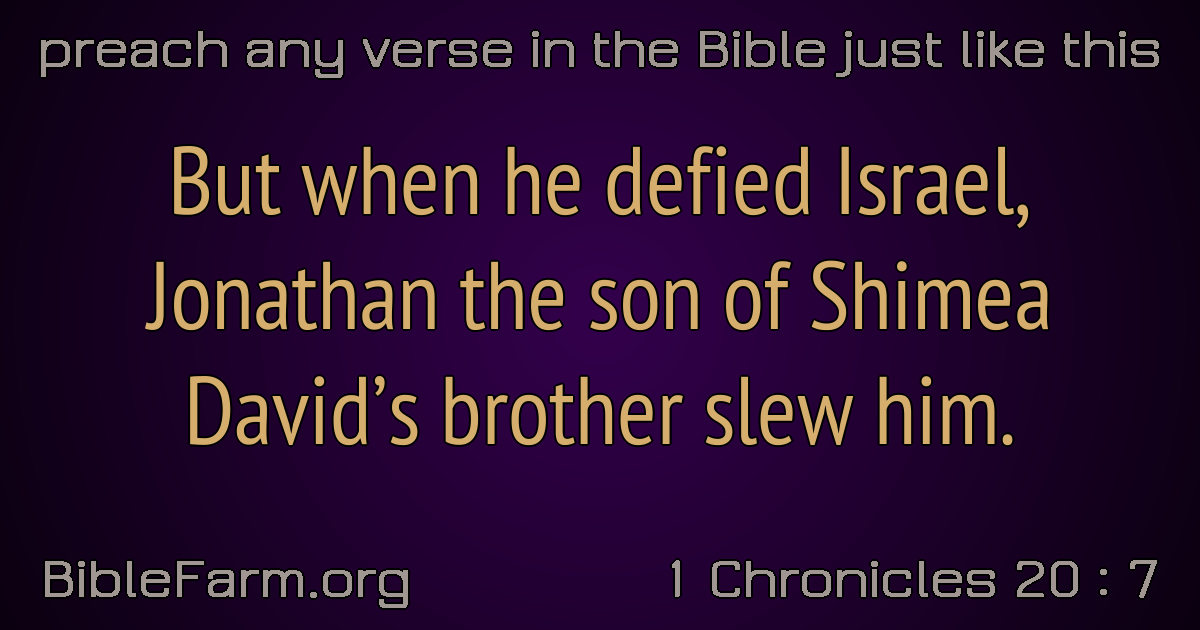 preach any verse in the Bible just like this
But when he defied Israel,
Jonathan the son of Shimea
David’s brother slew him.
BibleFarm.org
1 Chronicles 20 : 7